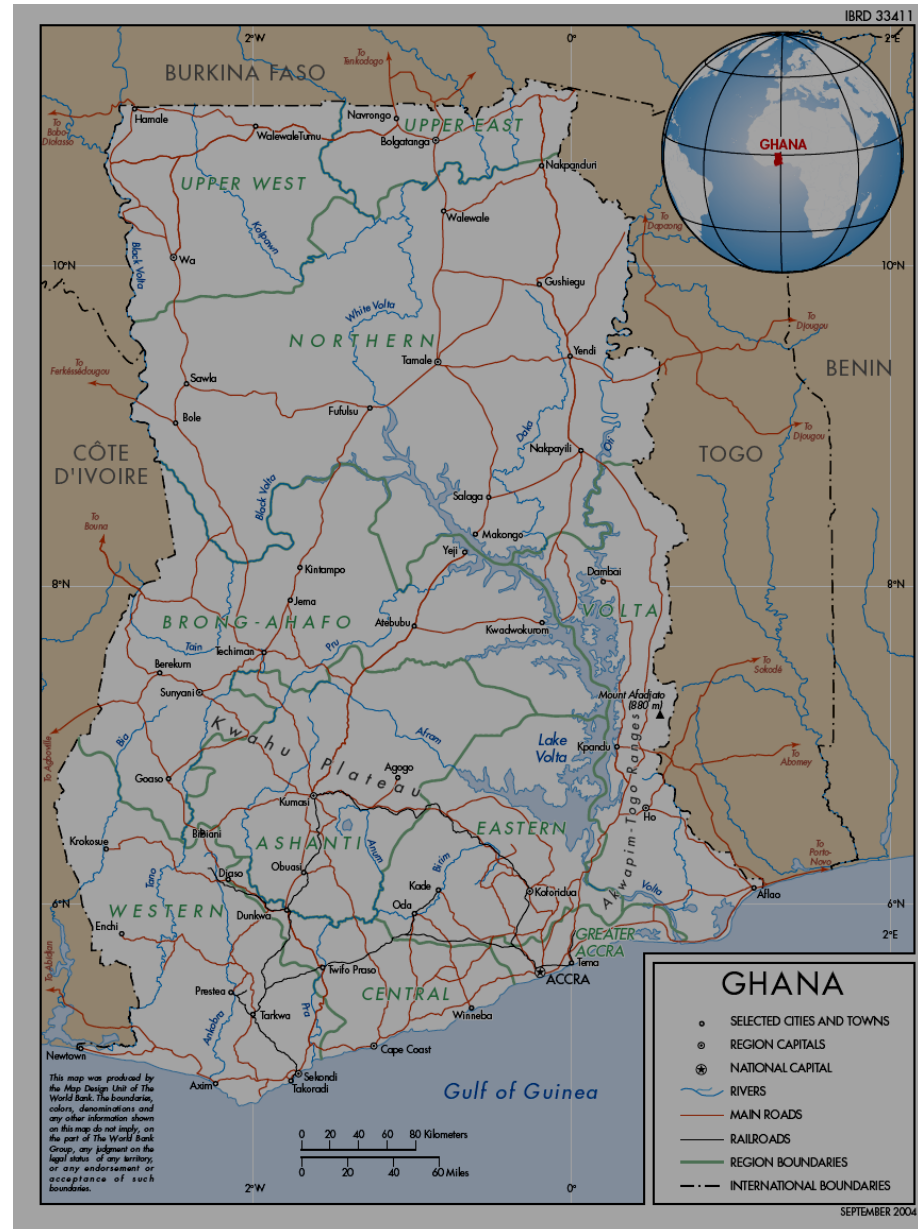 IBRD 33411
2°W
0°
2°E
To
Tenkodogo
BURKINA FASO
To
Bobo-
Dioulasso
Hamale
WalewaleTumu
Navrongo
UPPER EAST
Bolgatanga
GHANA
UPPER WEST
Nakpanduri
Walewale
To
Dapaong
Kolpawn
Black Volta
Wa
10°N
10°N
Gushiegu
White Volta
To
Djougou
NORTHERN
Tamale
Yendi
To
Ferkéssédougou
BENIN
Sawla
Fufulsu
Bole
Daka
To
Djougou
Oti
CÔTE
D'IVOIRE
Nakpayili
TOGO
Black Volta
Salaga
To
Bouna
Makongo
Yeji
Kintampo
Dambai
8°N
8°N
Jema
VOLTA
BRONG-AHAFO
Atebubu
Kwadwokurom
Tain
Techiman
Pru
Berekum
To
Sokodé
Sunyani
Mount Afadjato
(880 m)
Kwahu
Plateau
Afram
Lake
Volta
Kpandu
To
Abomey
To Agboville
Bia
Goaso
Agogo
Kumasi
Akwapim-Togo Ranges
Ho
Bibiani
ASHANTI
EASTERN
Krokosue
Anum
Birim
To
Porto-
Novo
Tano
Diaso
Obuasi
Kade
Koforidua
Volta
Aflao
WESTERN
Dunkwa
Oda
6°N
6°N
Enchi
GREATER
ACCRA
2°E
To Abidjan
Twifo Praso
Tema
ACCRA
Prestea
CENTRAL
Tarkwa
Ankobra
Pra
Winneba
Newtown
Cape Coast
Sekondi
Takoradi
Axim
Gulf of Guinea
This map was produced by
the Map Design Unit of The
World Bank. The boundaries,
colors, denominations and
any other information shown
on this map do not imply, on
the part of The World Bank
Group, any judgment on the
legal status of any territory,
or any endorsement or
acceptance of such
boundaries.
0 20 40 60 80 Kilometers
0 20 40 60 Miles
2°W
0°
GHANA
SELECTED CITIES AND TOWNS
REGION CAPITALS
NATIONAL CAPITAL
RIVERS
MAIN ROADS
RAILROADS
REGION BOUNDARIES
INTERNATIONAL BOUNDARIES
SEPTEMBER 2004